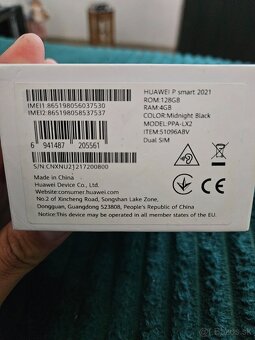 HUAWEI P smart 2021
ROM:128GB
RAM:4GB
COLOR:Midnight Black
MODEL:PPA-LX2
ITEM:51096ABV
Dual SIM
IMEI1:865198056037530
IMEI2:865198058537537
6 941487 205561
S/N:CNXNU21217200800
Made in China
Huawei Device Co., Ltd.
Website:consumer.huawei.com
No.2 of Xincheng Road, Songshan Lake Zone,
Dongguan, Guangdong 523808, People's Republic of China
Notice:This device may be operated in all member states of the EU.